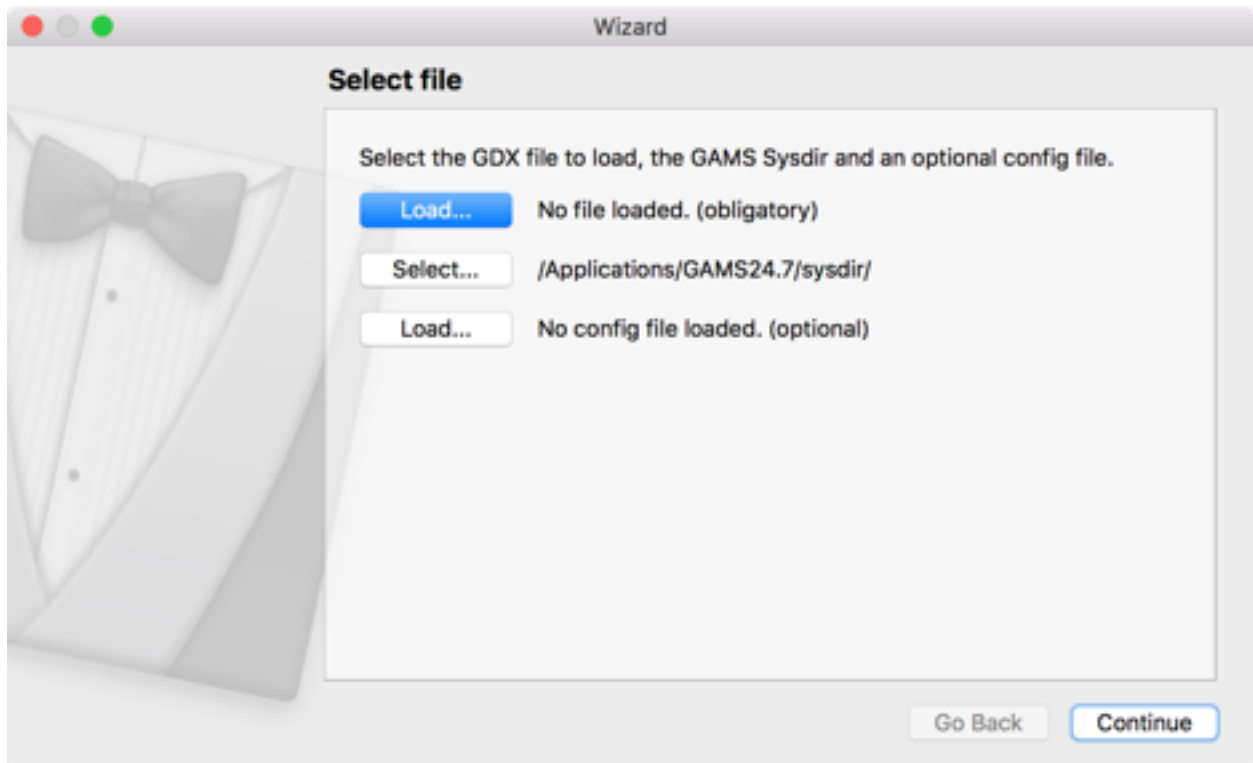 Wizard
Select file
Select the GDX file to load, the GAMS Sysdir and an optional config file.
Load... No file loaded. (obligatory)
Select... /Applications/GAMS24.7/sysdir/
Load... No config file loaded. (optional)
Go Back Continue